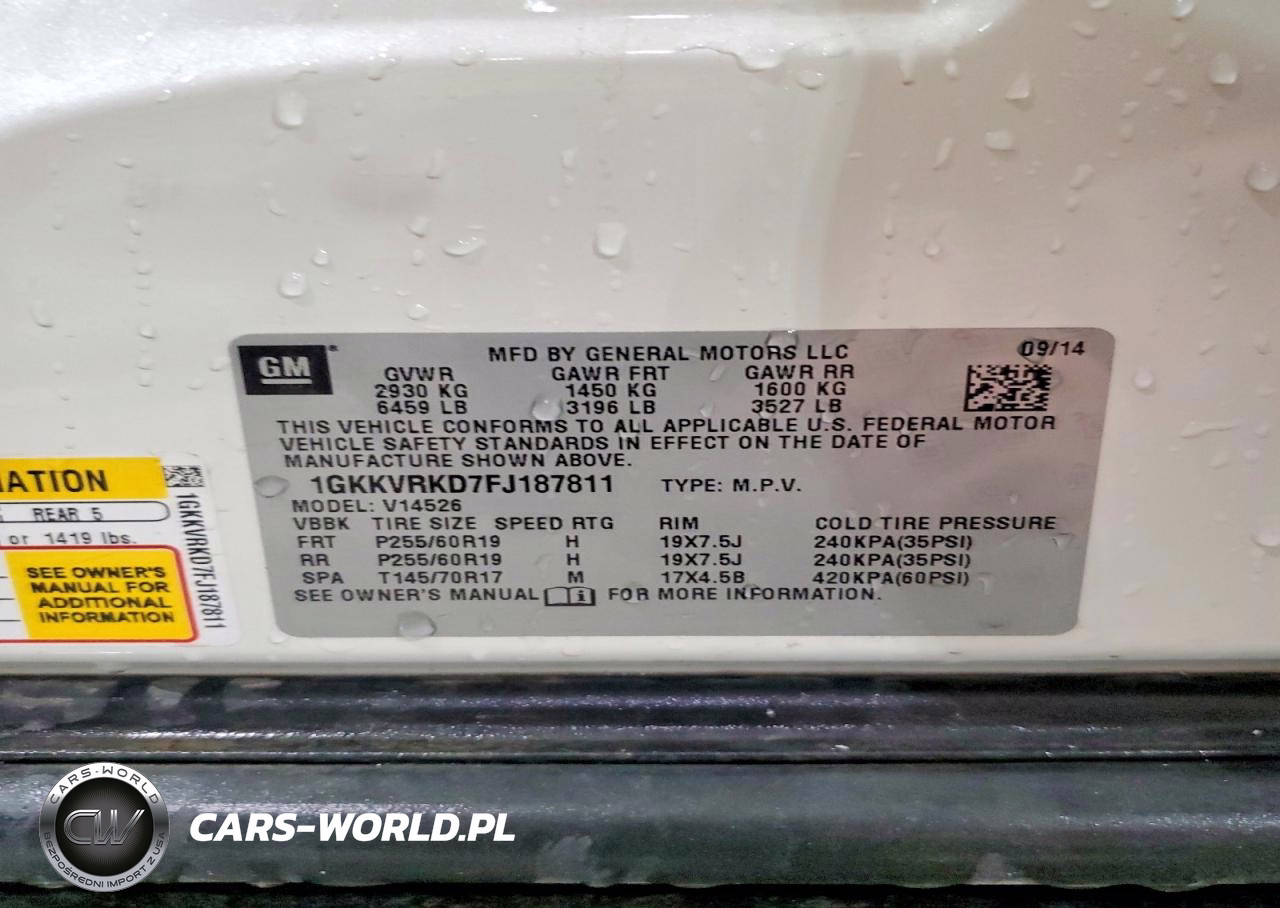 GM
MFD BY GENERAL MOTORS LLC 09/14
GVWR GAWR FRT GAWR RR
2930 KG 1450 KG 1600 KG
6459 LB 3196 LB 3527 LB
THIS VEHICLE CONFORMS TO ALL APPLICABLE U.S. FEDERAL MOTOR
VEHICLE SAFETY STANDARDS IN EFFECT ON THE DATE OF
MANUFACTURE SHOWN ABOVE.
1GKKVRKD7FJ187811 TYPE: M.P.V.
MODEL: V14526
VBBK TIRE SIZE SPEED RTG RIM COLD TIRE PRESSURE
FRT P255/60R19 H 19X7.5J 240KPA(35PSI)
RR P255/60R19 H 19X7.5J 240KPA(35PSI)
SPA T145/70R17 M 17X4.5B 420KPA(60PSI)
SEE OWNER'S MANUAL FOR MORE INFORMATION.
REAR 5
or 1419 lbs.
SEE OWNER'S
MANUAL FOR
ADDITIONAL
INFORMATION
1GKKVRKD7FJ187811
CARS-WORLD
CW
BEZPOŚREDNI IMPORT Z USA
CARS-WORLD.PL